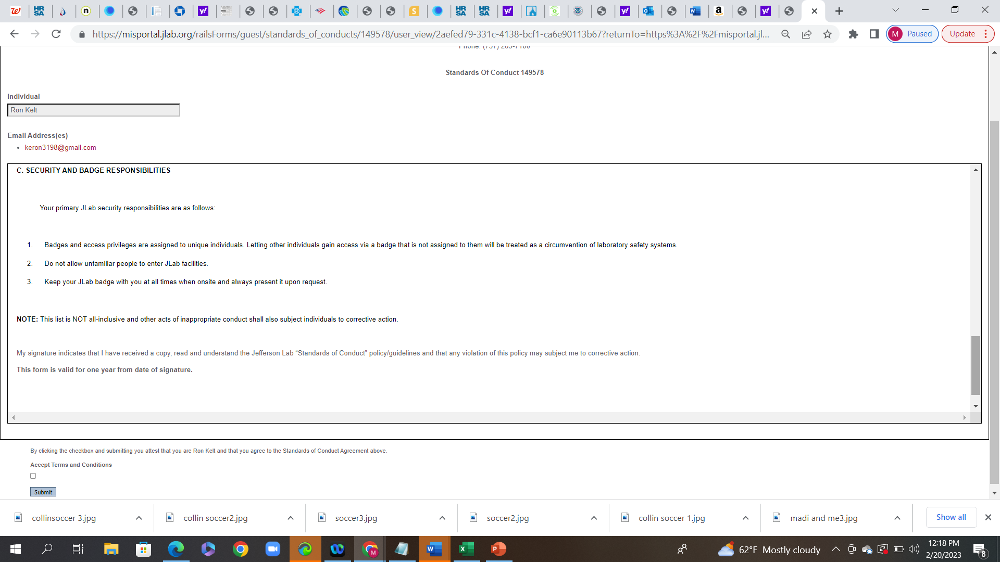 https://misportal.jlab.org/railsForms/guest/standards_of_conducts/149578/user_view/2aefed79-331c-4138-bcf1-ca6e90113b67?returnTo=https%3A%2F%2Fmisportal.jl...
M Paused
Update
Standards Of Conduct 149578
Individual
Ron Kelt
Email Address(es)
• keron3198@gmail.com
C. SECURITY AND BADGE RESPONSIBILITIES
Your primary JLab security responsibilities are as follows:
1. Badges and access privileges are assigned to unique individuals. Letting other individuals gain access via a badge that is not assigned to them will be treated as a circumvention of laboratory safety systems.
2. Do not allow unfamiliar people to enter JLab facilities.
3. Keep your JLab badge with you at all times when onsite and always present it upon request.
NOTE: This list is NOT all-inclusive and other acts of inappropriate conduct shall also subject individuals to corrective action.
My signature indicates that I have received a copy, read and understand the Jefferson Lab “Standards of Conduct” policy/guidelines and that any violation of this policy may subject me to corrective action.
This form is valid for one year from date of signature.
By clicking the checkbox and submitting you attest that you are Ron Kelt and that you agree to the Standards of Conduct Agreement above.
Accept Terms and Conditions
Submit
collinsoccer 3.jpg
collin soccer2.jpg
soccer3.jpg
soccer2.jpg
collin soccer 1.jpg
madi and me3.jpg
Show all
62°F Mostly cloudy
12:18 PM
2/20/2023
8